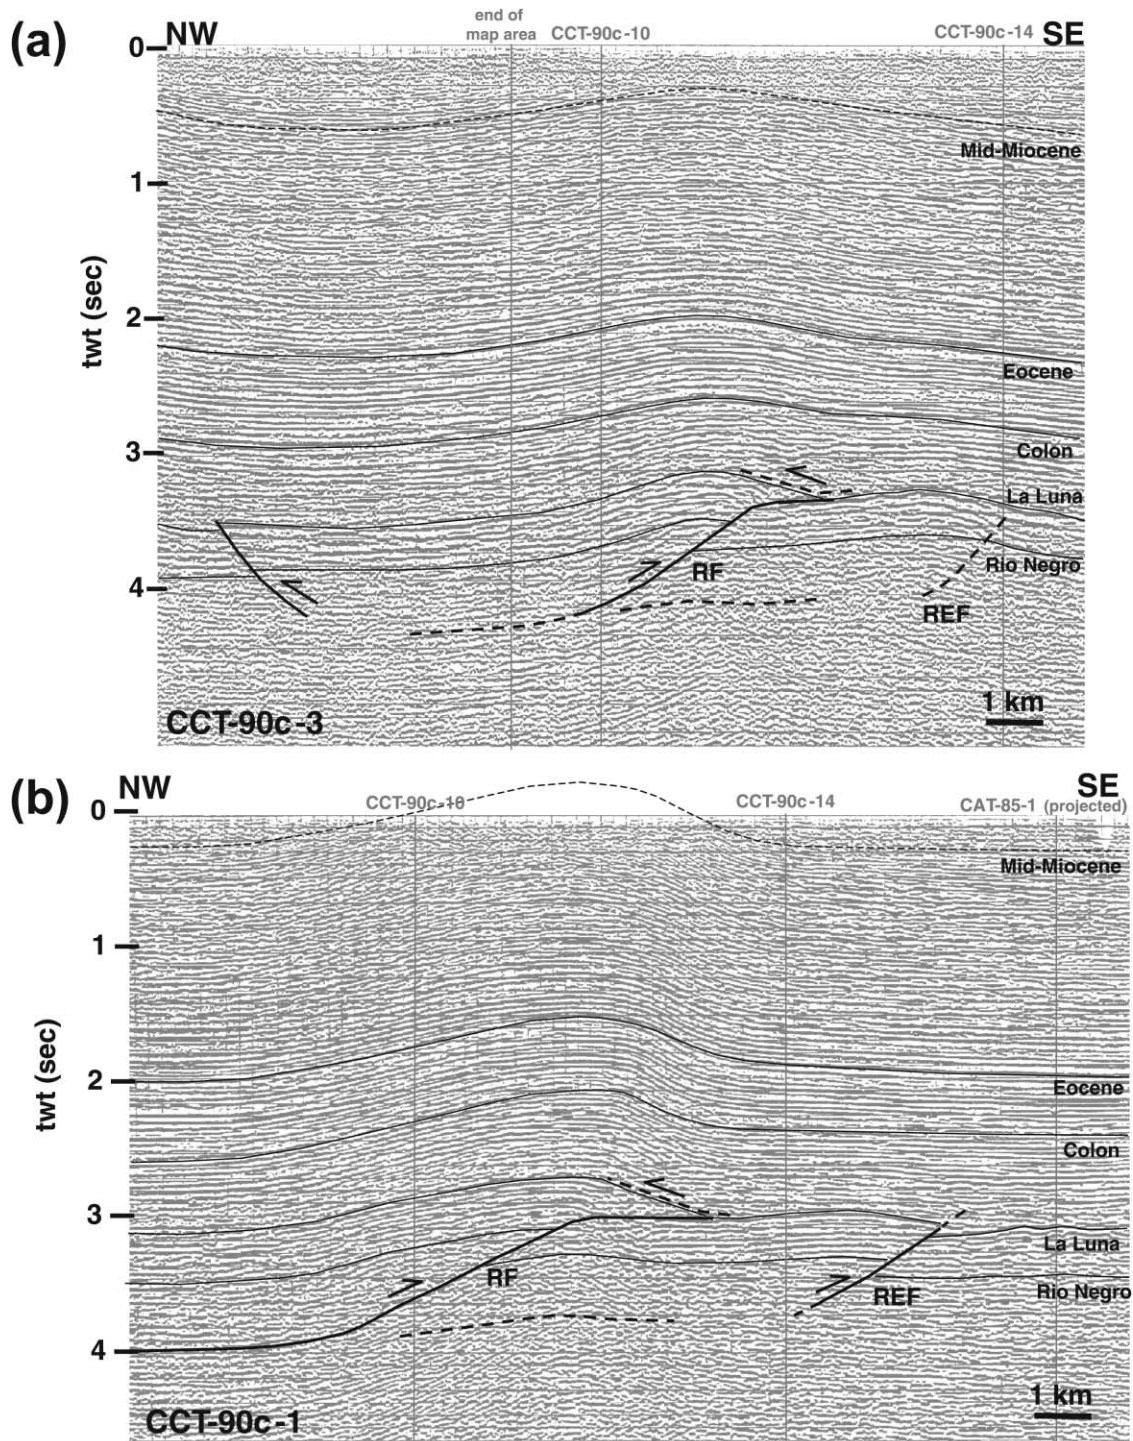 (a)
NW
end of
map area
CCT-90c-10
CCT-90c-14
SE
0
Mid-Miocene
1
twt (sec)
2
Eocene
3
Colon
La Luna
RF
Rio Negro
4
REF
1 km
CCT-90c-3
(b)
NW
SE
0
CCT-90c-10
CCT-90c-14
CAT-85-1 (projected)
Mid-Miocene
1
twt (sec)
2
Eocene
Colon
3
La Luna
RF
REF
Rio Negro
4
1 km
CCT-90c-1